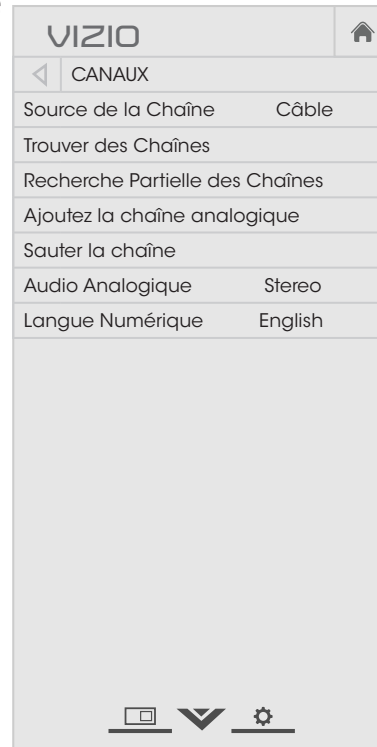 VIZIO
CANAUX
Source de la Chaîne Câble
Trouver des Chaînes
Recherche Partielle des Chaînes
Ajoutez la chaîne analogique
Sauter la chaîne
Audio Analogique Stereo
Langue Numérique English